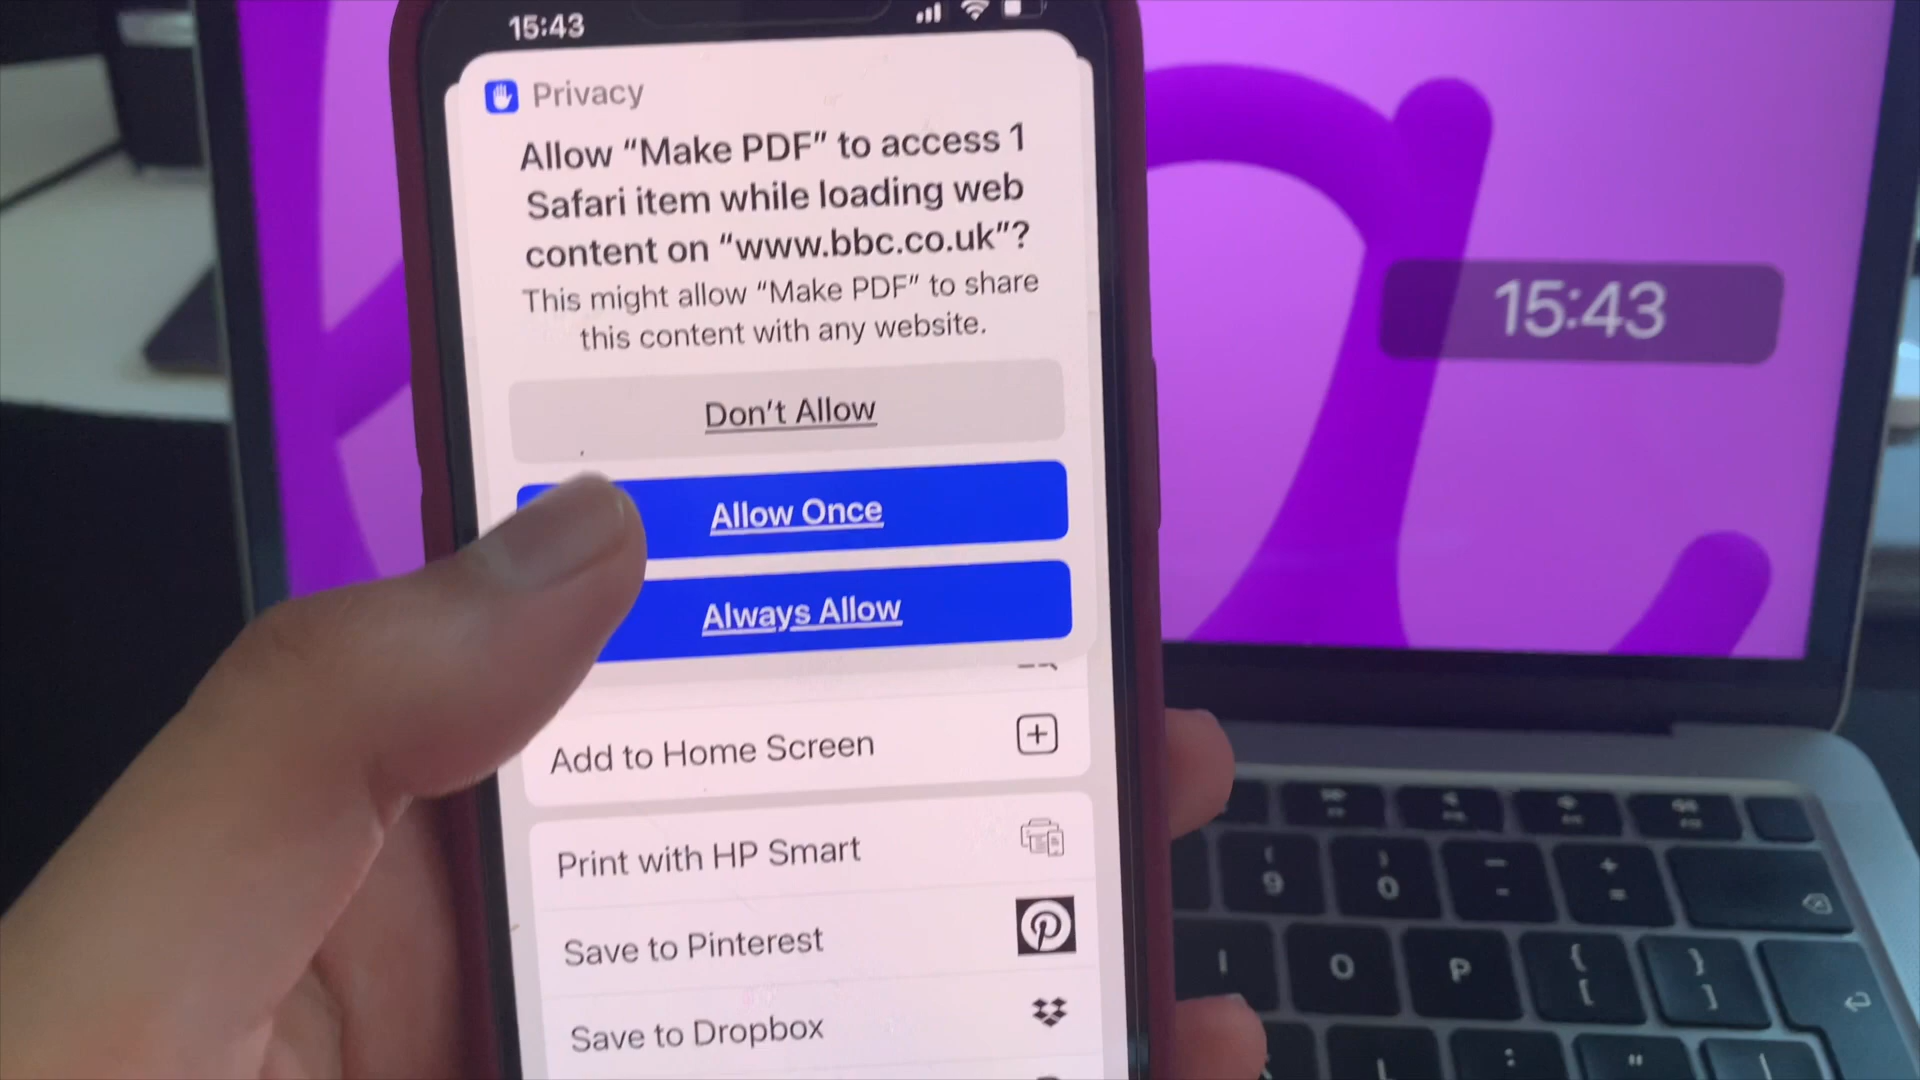 15:43
Privacy
Allow “Make PDF” to access 1
Safari item while loading web
content on “www.bbc.co.uk”?
This might allow “Make PDF” to share
this content with any website.
Don’t Allow
Allow Once
Always Allow
Add to Home Screen
Print with HP Smart
Save to Pinterest
Save to Dropbox
15:43
( ) _ +
9 0 - =
I O P { }
[ ]
: "